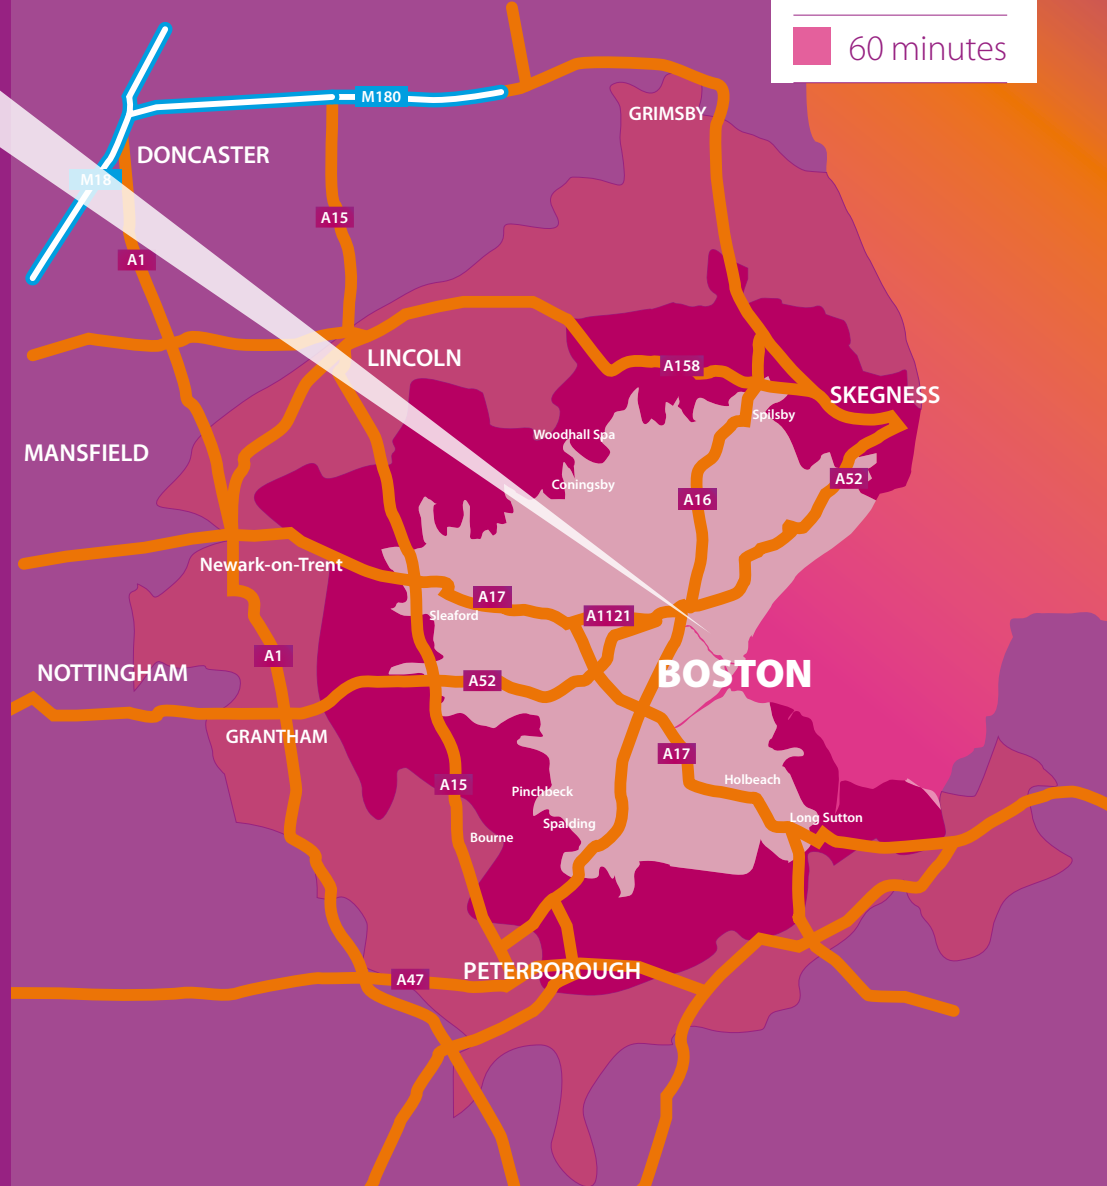 60 minutes
M180
GRIMSBY
DONCASTER
M18
A15
A1
LINCOLN
A158
SKEGNESS
Spilsby
Woodhall Spa
MANSFIELD
Coningsby
A52
A16
Newark-on-Trent
A17
Sleaford
A1121
A1
NOTTINGHAM
A52
BOSTON
GRANTHAM
A17
A15
Pinchbeck
Holbeach
Spalding
Long Sutton
Bourne
PETERBOROUGH
A47